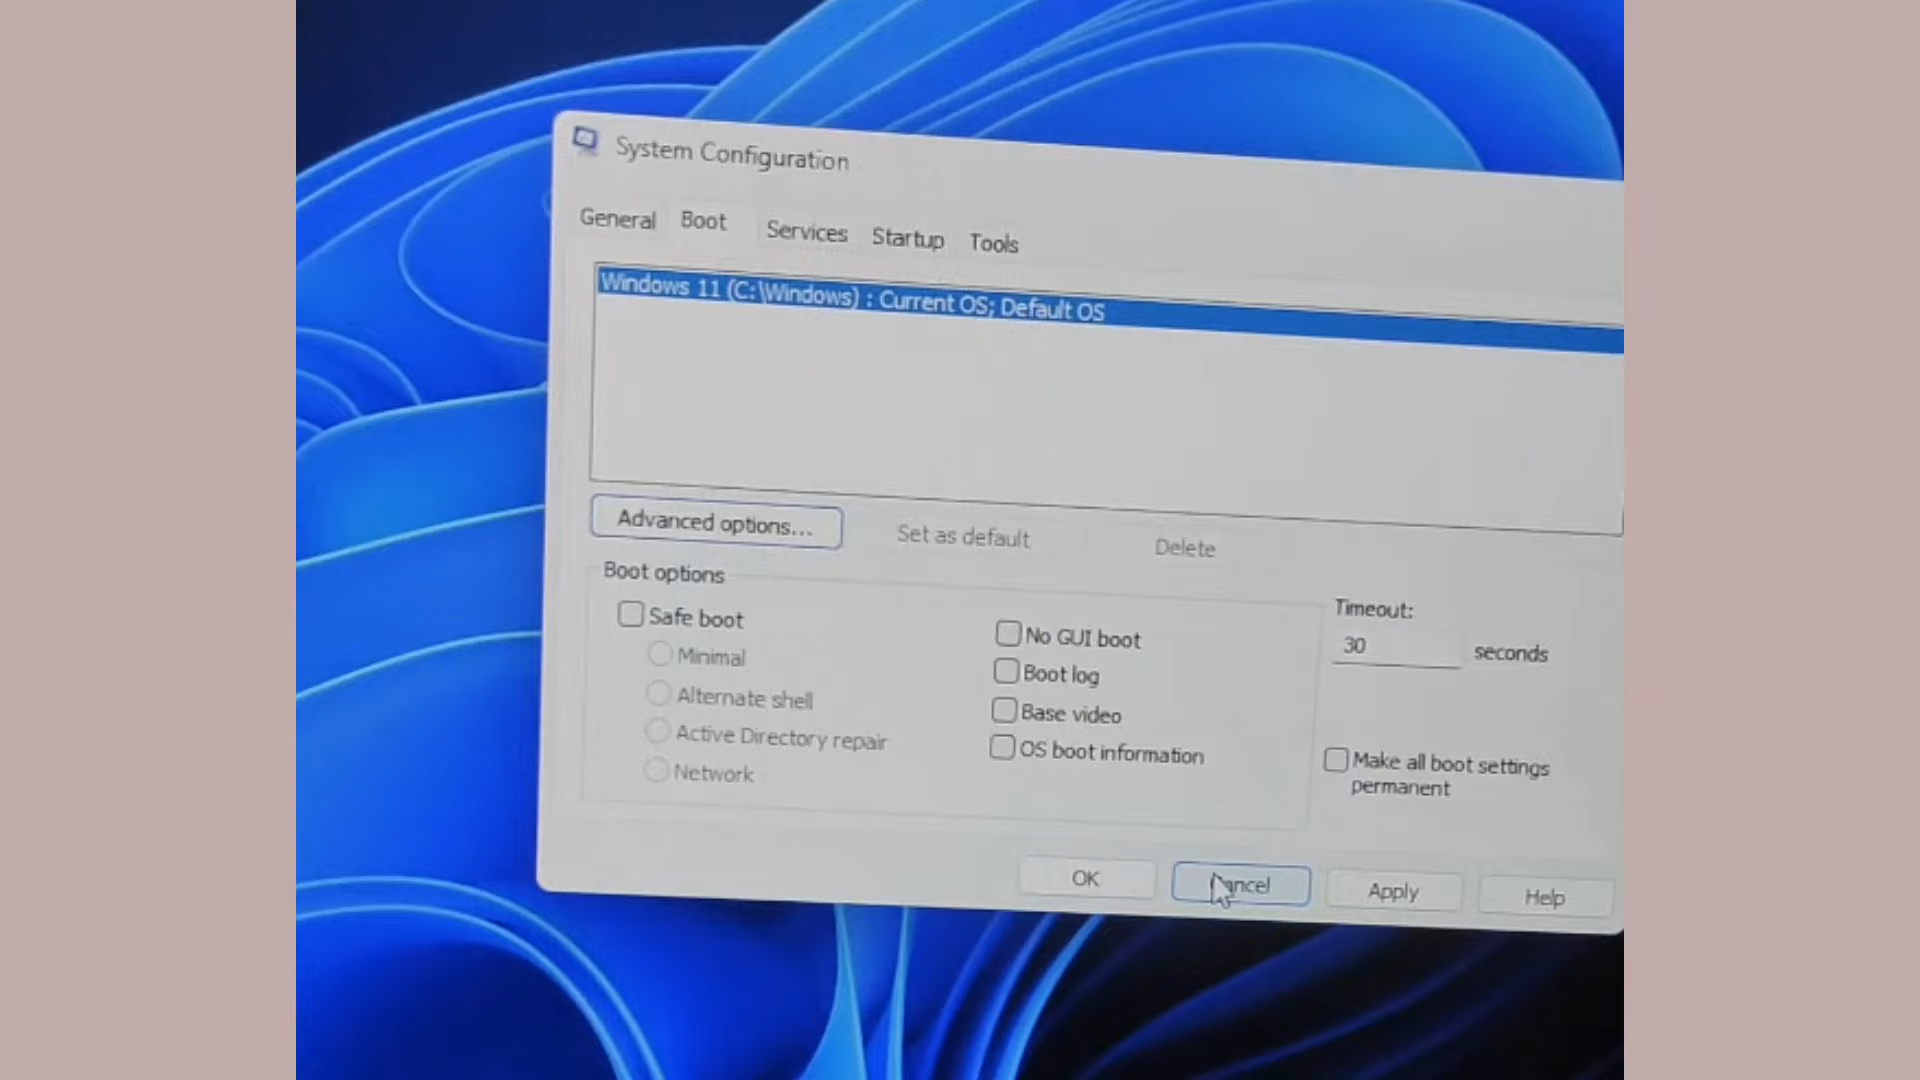 System Configuration
General Boot Services Startup Tools
Windows 11 (C:\Windows) : Current OS; Default OS
Advanced options... Set as default Delete
Boot options
Timeout:
Safe boot No GUI boot 30 seconds
Minimal Boot log
Alternate shell Base video
Active Directory repair OS boot information Make all boot settings
Network permanent
OK Cancel Apply Help